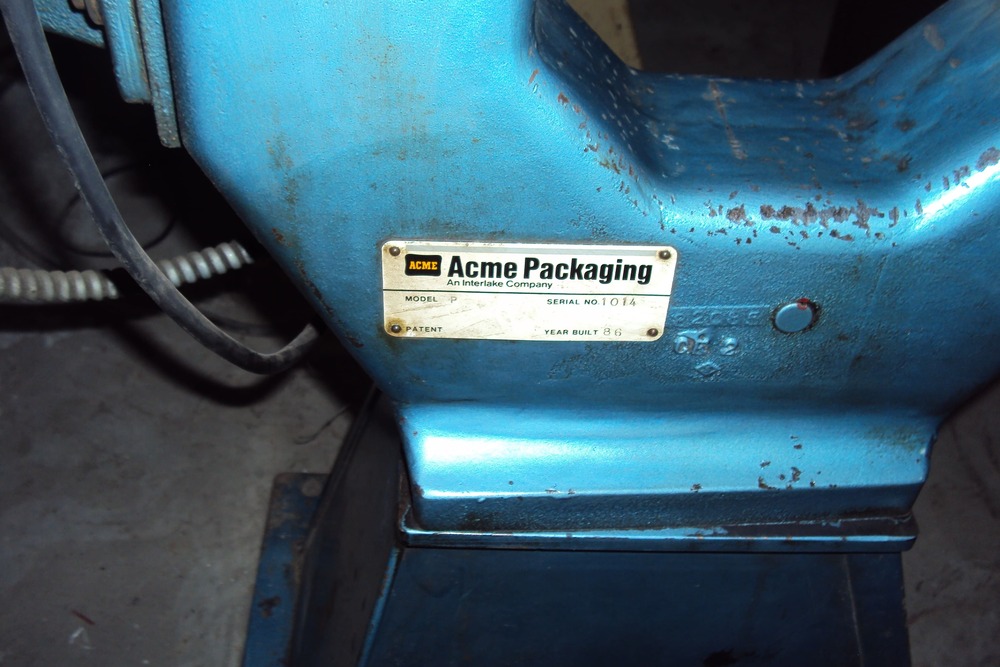 ACME Acme Packaging
An Interlake Company
MODEL P SERIAL NO. 1014
PATENT YEAR BUILT 86